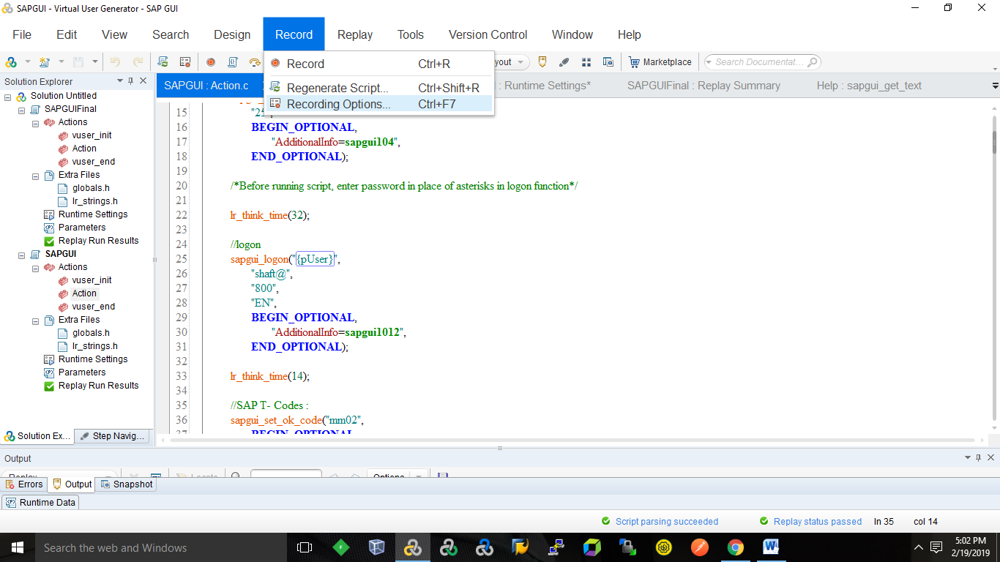 SAPGUI - Virtual User Generator - SAP GUI
File Edit View Search Design Record Replay Tools Version Control Window Help
Record Ctrl+R
Regenerate Script... Ctrl+Shift+R
Recording Options... Ctrl+F7
yout
Marketplace
Search Documentat...
Solution Explorer
Solution Untitled
SAPGUIFinal
Actions
vuser_init
Action
vuser_end
Extra Files
globals.h
lr_strings.h
Runtime Settings
Parameters
Replay Run Results
SAPGUI
Actions
vuser_init
Action
vuser_end
Extra Files
globals.h
lr_strings.h
Runtime Settings
Parameters
Replay Run Results
Solution Ex... Step Navig...
SAPGUI : Action.c : Runtime Settings* SAPGUIFinal : Replay Summary Help : sapgui_get_text
15 "25",
16 BEGIN_OPTIONAL,
17 "AdditionalInfo=sapgui104",
18 END_OPTIONAL);
19
20 /*Before running script, enter password in place of asterisks in logon function*/
21
22 lr_think_time(32);
23
24 //logon
25 sapgui_logon("{pUser}",
26 "shaft@",
27 "800",
28 "EN",
29 BEGIN_OPTIONAL,
30 "AdditionalInfo=sapgui1012",
31 END_OPTIONAL);
32
33 lr_think_time(14);
34
35 //SAP T- Codes :
36 sapgui_set_ok_code("mm02",
37 BEGIN_OPTIONAL,
Output
Replay Locate Options
Errors Output Snapshot
Runtime Data
Script parsing succeeded Replay status passed ln 35 col 14
Search the web and Windows
5:02 PM
2/19/2019